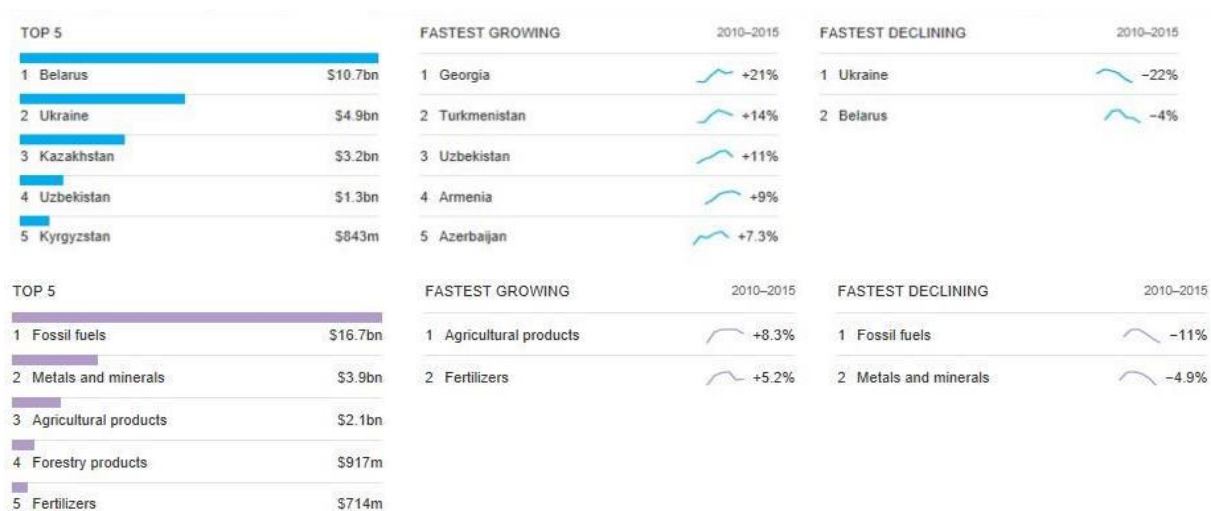 TOP 5
1 Belarus $10.7bn
2 Ukraine $4.9bn
3 Kazakhstan $3.2bn
4 Uzbekistan $1.3bn
5 Kyrgyzstan $843m
FASTEST GROWING 2010–2015
1 Georgia +21%
2 Turkmenistan +14%
3 Uzbekistan +11%
4 Armenia +9%
5 Azerbaijan +7.3%
FASTEST DECLINING 2010–2015
1 Ukraine −22%
2 Belarus −4%
TOP 5
1 Fossil fuels $16.7bn
2 Metals and minerals $3.9bn
3 Agricultural products $2.1bn
4 Forestry products $917m
5 Fertilizers $714m
FASTEST GROWING 2010–2015
1 Agricultural products +8.3%
2 Fertilizers +5.2%
FASTEST DECLINING 2010–2015
1 Fossil fuels −11%
2 Metals and minerals −4.9%